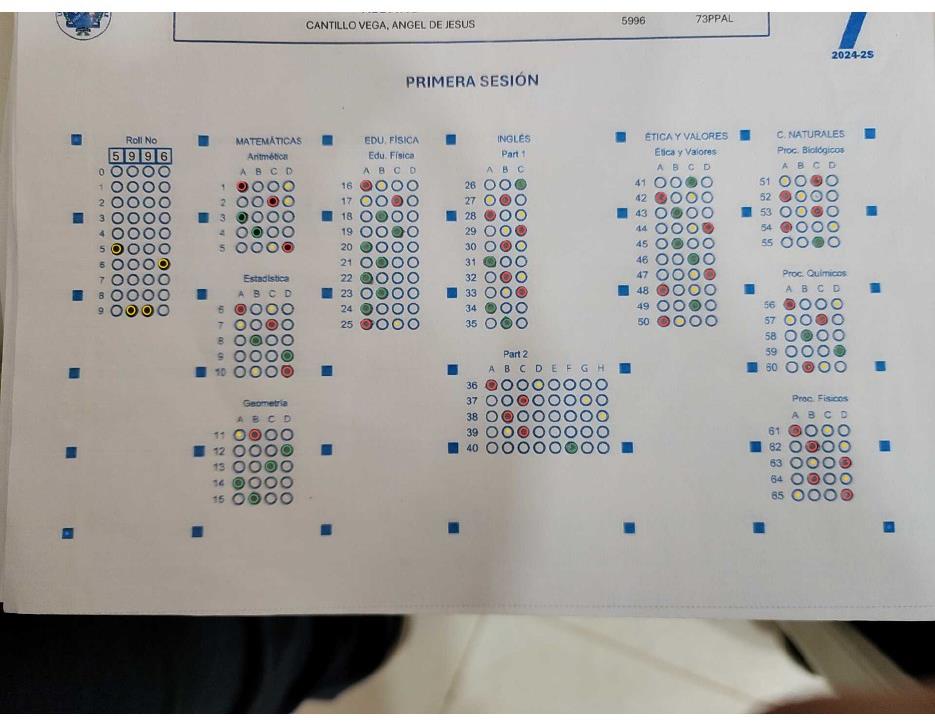 CANTILLO VEGA, ANGEL DE JESUS 5996 73PPAL
7
2024-2S
PRIMERA SESIÓN
Roll No
5 9 9 6
0
1
2
3
4
5
6
7
8
9
MATEMÁTICAS
Aritmética
A B C D
1
2
3
4
5
Estadística
A B C D
6
7
8
9
10
Geometría
A B C D
11
12
13
14
15
EDU. FÍSICA
Edu. Física
A B C D
16
17
18
19
20
21
22
23
24
25
INGLÉS
Part 1
A B C
26
27
28
29
30
31
32
33
34
35
Part 2
A B C D E F G H
36
37
38
39
40
ÉTICA Y VALORES
Ética y Valores
A B C D
41
42
43
44
45
46
47
48
49
50
C. NATURALES
Proc. Biológicos
A B C D
51
52
53
54
55
Proc. Químicos
A B C D
56
57
58
59
60
Proc. Físicos
A B C D
61
62
63
64
65